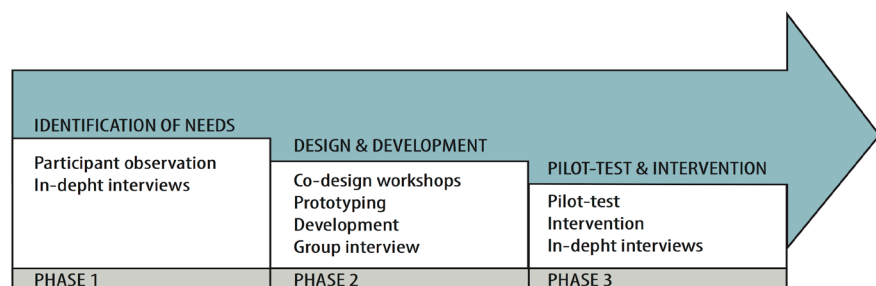 IDENTIFICATION OF NEEDS
Participant observation
In-depht interviews
PHASE 1
DESIGN & DEVELOPMENT
Co-design workshops
Prototyping
Development
Group interview
PHASE 2
PILOT-TEST & INTERVENTION
Pilot-test
Intervention
In-depht interviews
PHASE 3